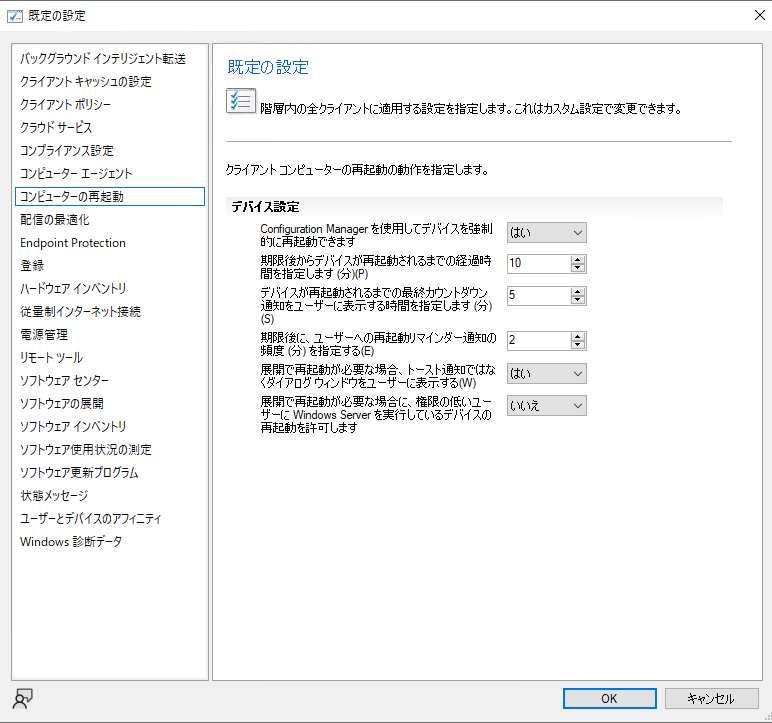 既定の設定
バックグラウンド インテリジェント転送
クライアント キャッシュの設定
クライアント ポリシー
クラウド サービス
コンプライアンス設定
コンピューター エージェント
コンピューターの再起動
配信の最適化
Endpoint Protection
登録
ハードウェア インベントリ
従量制インターネット接続
電源管理
リモート ツール
ソフトウェア センター
ソフトウェアの展開
ソフトウェア インベントリ
ソフトウェア使用状況の測定
ソフトウェア更新プログラム
状態メッセージ
ユーザーとデバイスのアフィニティ
Windows 診断データ
既定の設定
階層内の全クライアントに適用する設定を指定します。これはカスタム設定で変更できます。
クライアント コンピューターの再起動の動作を指定します。
デバイス設定
Configuration Manager を使用してデバイスを強制
的に再起動できます
はい
期限後からデバイスが再起動されるまでの経過時
間を指定します (分)(P)
10
デバイスが再起動されるまでの最終カウントダウン
通知をユーザーに表示する時間を指定します (分)
(S)
5
期限後に、ユーザーへの再起動リマインダー通知の
頻度 (分) を指定する(E)
2
展開で再起動が必要な場合、トースト通知ではな
くダイアログ ウィンドウをユーザーに表示する(W)
はい
展開で再起動が必要な場合に、権限の低いユー
ザーに Windows Server を実行しているデバイスの
再起動を許可します
いいえ
OK
キャンセル